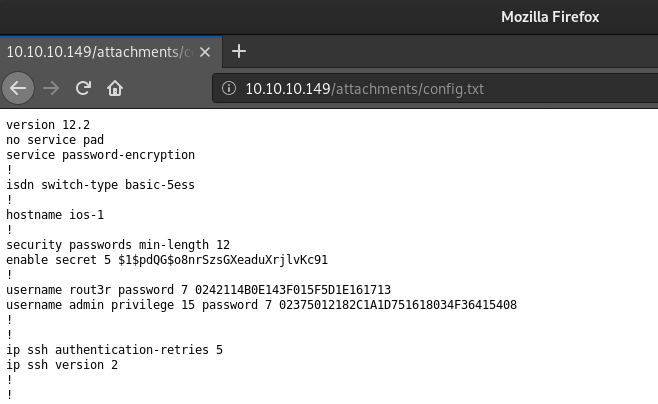 Mozilla Firefox
10.10.10.149/attachments/c
10.10.10.149/attachments/config.txt
version 12.2
no service pad
service password-encryption
!
isdn switch-type basic-5ess
!
hostname ios-1
!
security passwords min-length 12
enable secret 5 $1$pdQG$o8nrSzsGXeaduXrjlvKc91
!
username rout3r password 7 0242114B0E143F015F5D1E161713
username admin privilege 15 password 7 02375012182C1A1D751618034F36415408
!
!
ip ssh authentication-retries 5
ip ssh version 2
!
!